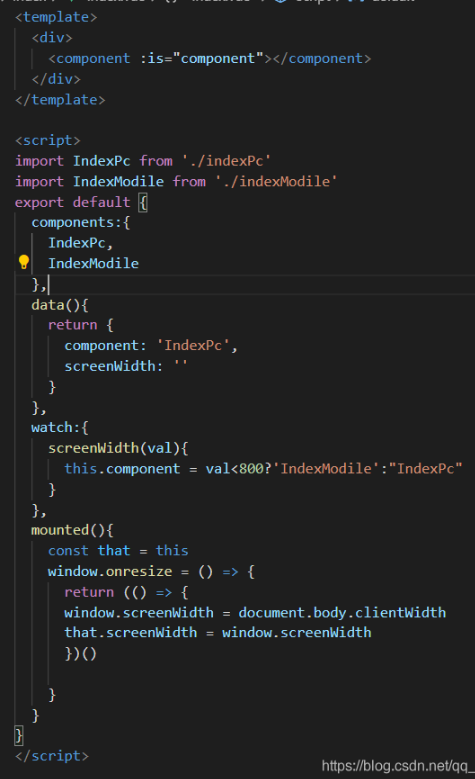 <template>
<div>
<component :is="component"></component>
</div>
</template>
<script>
import IndexPc from './indexPc'
import IndexModile from './indexModile'
export default {
components:{
IndexPc,
IndexModile
},
data(){
return {
component: 'IndexPc',
screenWidth: ''
}
},
watch:{
screenWidth(val){
this.component = val<800?'IndexModile':"IndexPc"
}
},
mounted(){
const that = this
window.onresize = () => {
return (() => {
window.screenWidth = document.body.clientWidth
that.screenWidth = window.screenWidth
})()
}
}
}
</script>
https://blog.csdn.net/qq_